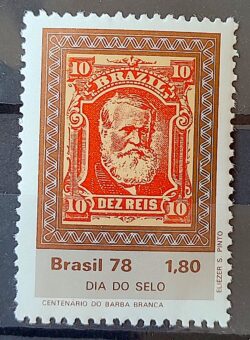 BRAZIL
10 10
10 DEZ REIS 10
Brasil 78 1,80
DIA DO SELO
CENTENÁRIO DO BARBA BRANCA
ELIÉZER S. PINTO